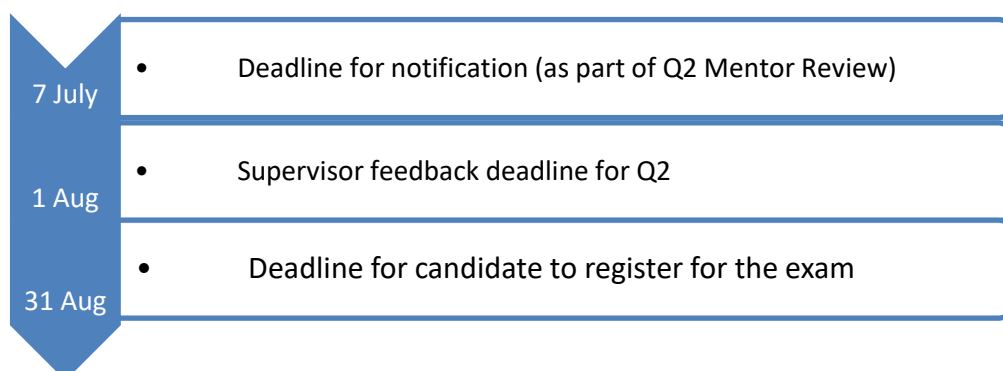 7 July
• Deadline for notification (as part of Q2 Mentor Review)
1 Aug
• Supervisor feedback deadline for Q2
31 Aug
• Deadline for candidate to register for the exam